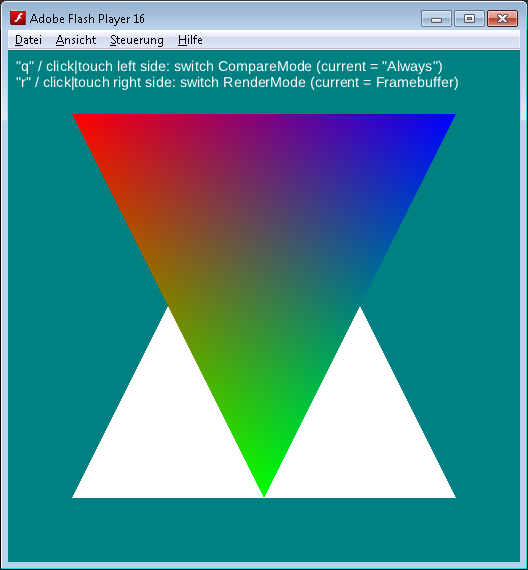 Adobe Flash Player 16
Datei Ansicht Steuerung Hilfe
"q" / click|touch left side: switch CompareMode (current = "Always")
"r" / click|touch right side: switch RenderMode (current = Framebuffer)